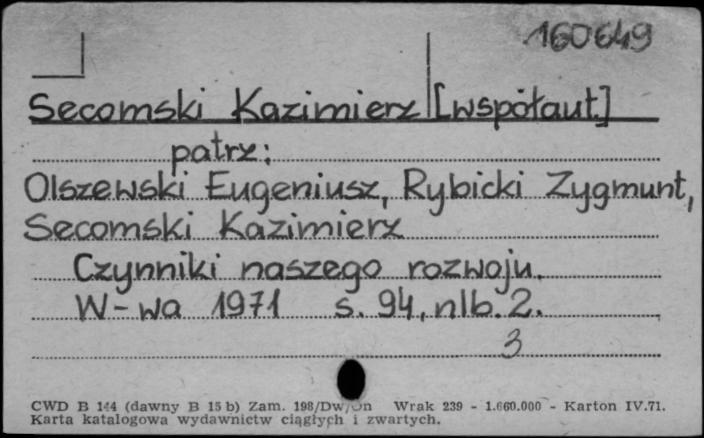 160649
Secomski Kazimierz [współaut.]
patrz:
Olszewski Eugeniusz, Rybicki Zygmunt,
Secomski Kazimierz
Czynniki naszego rozwoju.
W-wa 1971 s. 94, nlb. 2.
3
CWD B 144 (dawny B 15 b) Zam. 198/Dw/On Wrak 239 - 1.660.000 - Karton IV.71.
Karta katalogowa wydawnictw ciągłych i zwartych.